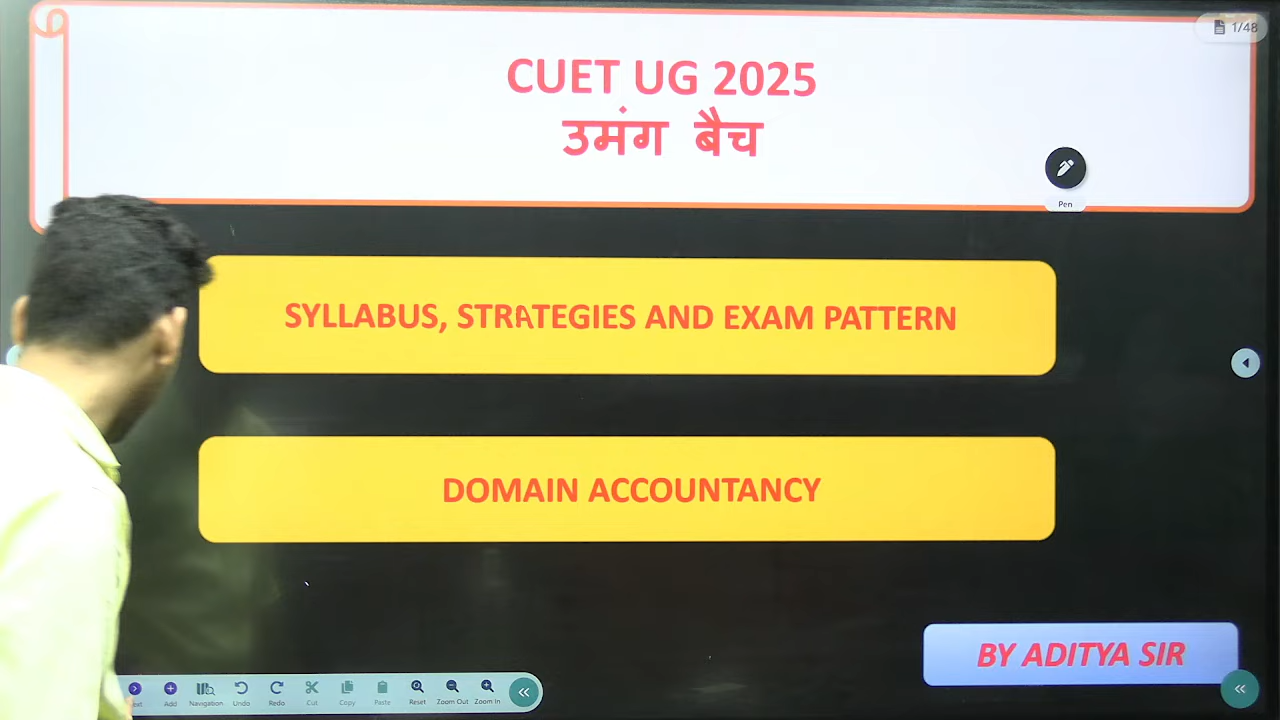 1/48
CUET UG 2025
उमंग बैच
Pen
SYLLABUS, STRATEGIES AND EXAM PATTERN
DOMAIN ACCOUNTANCY
BY ADITYA SIR
Add
Navigation
Undo
Redo
Cut
Copy
Paste
Reset
Zoom Out
Zoom In